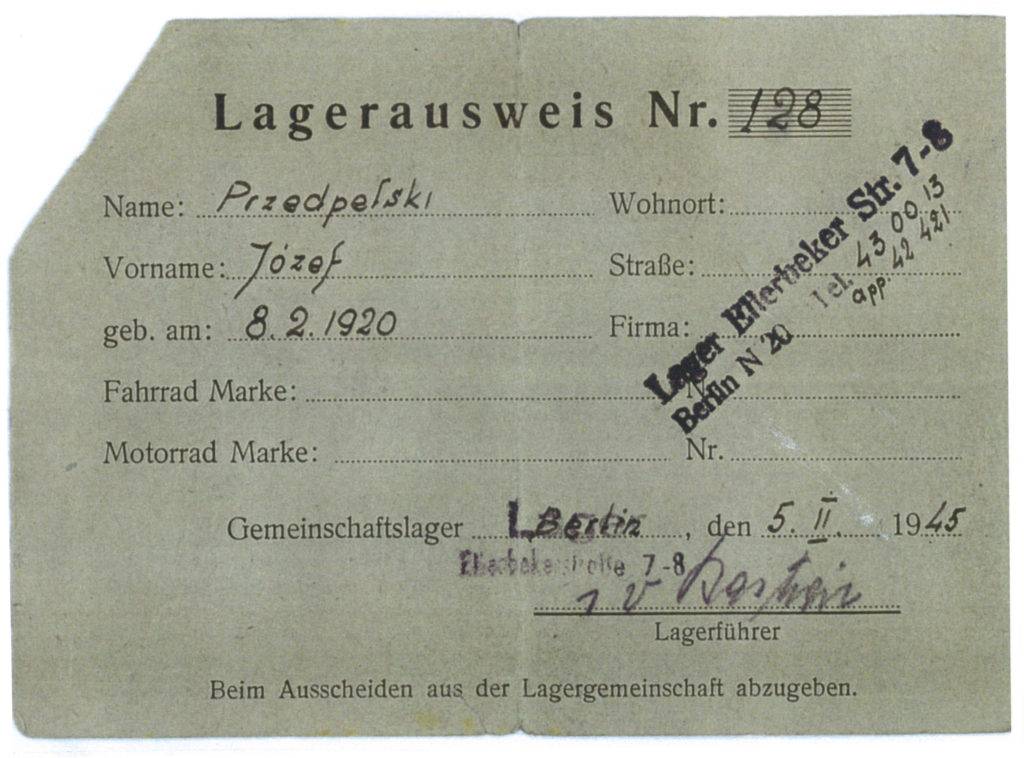 Lagerausweis Nr. 128
Name: Przedpełski Wohnort:
Vorname: Józef Straße:
geb. am: 8.2.1920 Firma:
Fahrrad Marke: Nr.
Motorrad Marke: Nr.
Lager Ellerbeker Str. 7-8
Berlin N 20 Tel. 43 00 13
app. 42 421
Gemeinschaftslager Berlin, den 5. II. 1945
Ellerbekerstraße 7-8
Lagerführer
Beim Ausscheiden aus der Lagergemeinschaft abzugeben.